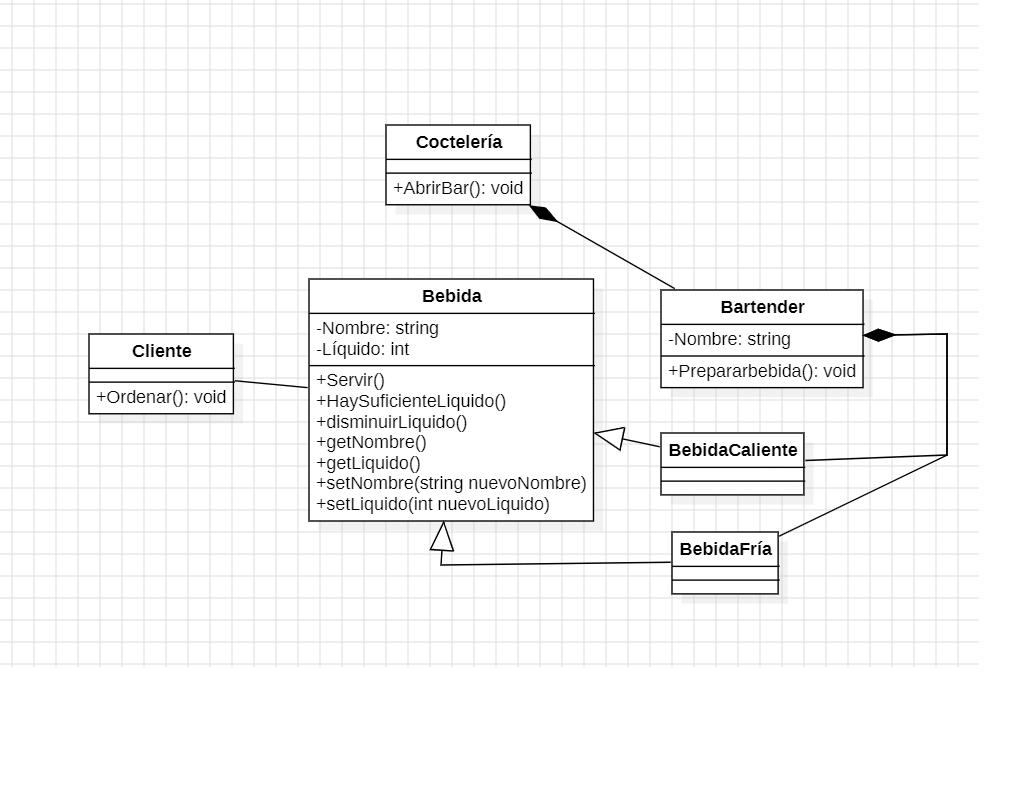 Coctelería
+AbrirBar(): void
Bebida
-Nombre: string
-Líquido: int
+Servir()
+HaySuficienteLiquido()
+disminuirLiquido()
+getNombre()
+getLiquido()
+setNombre(string nuevoNombre)
+setLiquido(int nuevoLiquido)
Bartender
-Nombre: string
+Prepararbebida(): void
Cliente
+Ordenar(): void
BebidaCaliente
BebidaFría